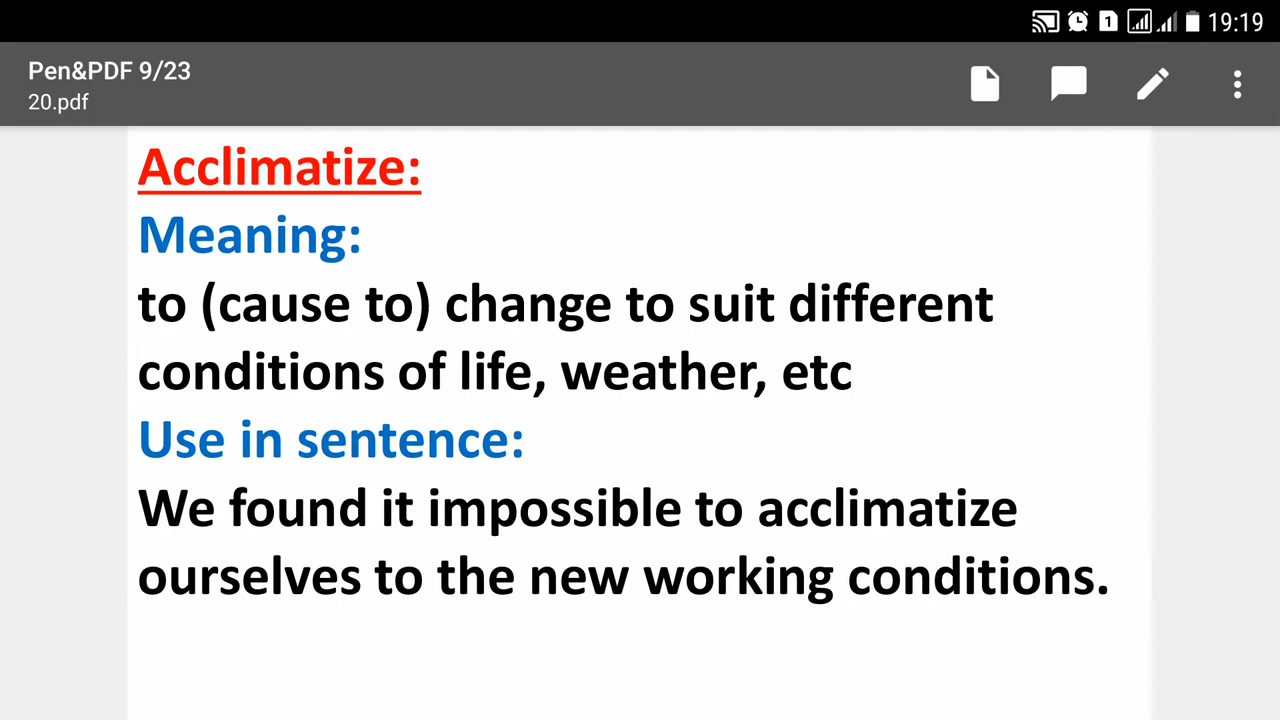 1 19:19
Pen&PDF 9/23
20.pdf
Acclimatize:
Meaning:
to (cause to) change to suit different
conditions of life, weather, etc
Use in sentence:
We found it impossible to acclimatize
ourselves to the new working conditions.